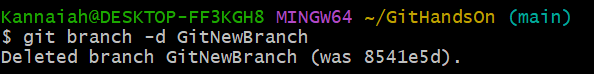 Kannaiah@DESKTOP-FF3KGH8 MINGW64 ~/GitHandsOn (main)
$ git branch -d GitNewBranch
Deleted branch GitNewBranch (was 8541e5d).